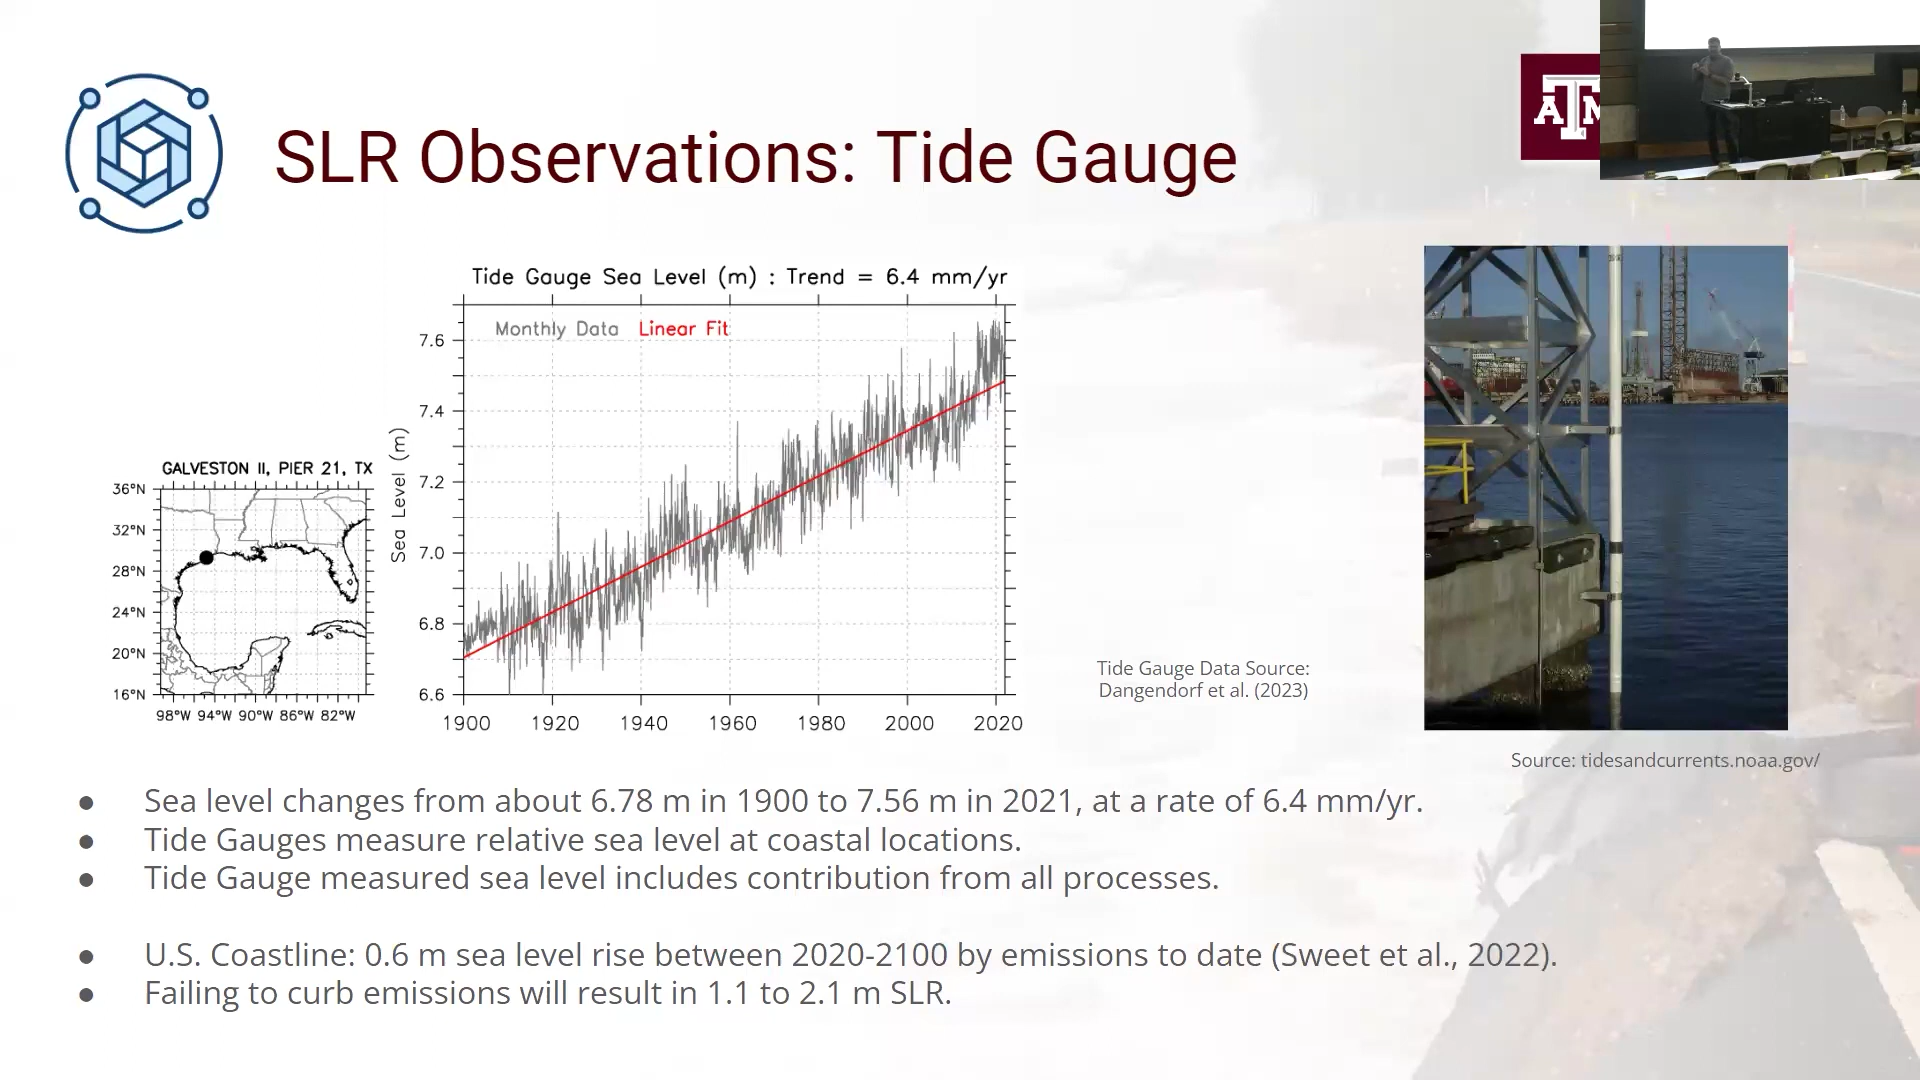 SLR Observations: Tide Gauge
ATM
Tide Gauge Sea Level (m) : Trend = 6.4 mm/yr
Monthly Data Linear Fit
7.6
7.4
7.2
7.0
6.8
6.6
Sea Level (m)
1900 1920 1940 1960 1980 2000 2020
GALVESTON II, PIER 21, TX
36°N
32°N
28°N
24°N
20°N
16°N
98°W 94°W 90°W 86°W 82°W
Tide Gauge Data Source:
Dangendorf et al. (2023)
Source: tidesandcurrents.noaa.gov/
● Sea level changes from about 6.78 m in 1900 to 7.56 m in 2021, at a rate of 6.4 mm/yr.
● Tide Gauges measure relative sea level at coastal locations.
● Tide Gauge measured sea level includes contribution from all processes.
● U.S. Coastline: 0.6 m sea level rise between 2020-2100 by emissions to date (Sweet et al., 2022).
● Failing to curb emissions will result in 1.1 to 2.1 m SLR.